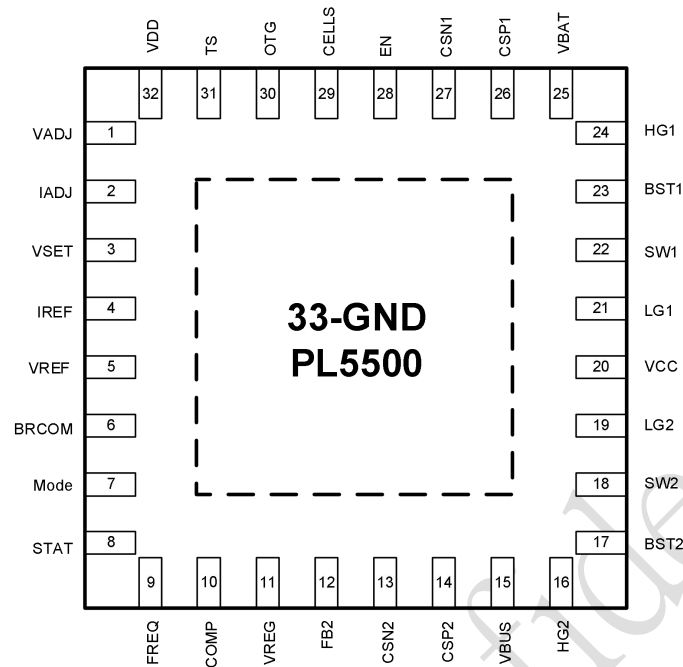 VDD
TS
OTG
CELLS
EN
CSN1
CSP1
VBAT
32
31
30
29
28
27
26
25
VADJ 1
IADJ 2
VSET 3
IREF 4
VREF 5
BRCOM 6
Mode 7
STAT 8
33-GND
PL5500
24 HG1
23 BST1
22 SW1
21 LG1
20 VCC
19 LG2
18 SW2
17 BST2
9
10
11
12
13
14
15
16
FREQ
COMP
VREG
FB2
CSN2
CSP2
VBUS
HG2